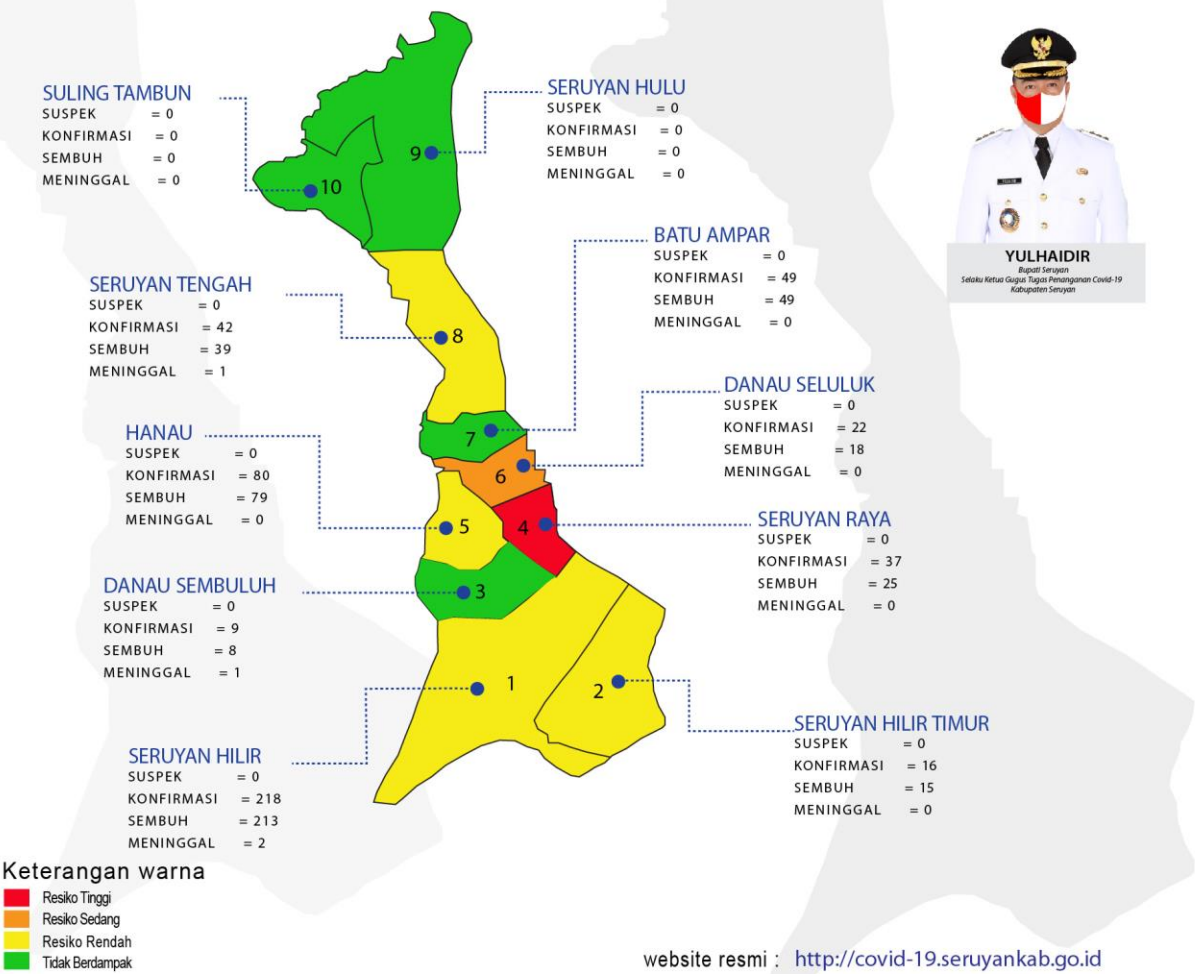 SULING TAMBUN
SUSPEK = 0
KONFIRMASI = 0
SEMBUH = 0
MENINGGAL = 0
SERUYAN HULU
SUSPEK = 0
KONFIRMASI = 0
SEMBUH = 0
MENINGGAL = 0
YULHAIDIR
Bupati Seruyan
Selaku Ketua Gugus Tugas Penanganan Covid-19
Kabupaten Seruyan
BATU AMPAR
SUSPEK = 0
KONFIRMASI = 49
SEMBUH = 49
MENINGGAL = 0
SERUYAN TENGAH
SUSPEK = 0
KONFIRMASI = 42
SEMBUH = 39
MENINGGAL = 1
DANAU SELULUK
SUSPEK = 0
KONFIRMASI = 22
SEMBUH = 18
MENINGGAL = 0
HANAU
SUSPEK = 0
KONFIRMASI = 80
SEMBUH = 79
MENINGGAL = 0
SERUYAN RAYA
SUSPEK = 0
KONFIRMASI = 37
SEMBUH = 25
MENINGGAL = 0
DANAU SEMBULUH
SUSPEK = 0
KONFIRMASI = 9
SEMBUH = 8
MENINGGAL = 1
SERUYAN HILIR TIMUR
SUSPEK = 0
KONFIRMASI = 16
SEMBUH = 15
MENINGGAL = 0
SERUYAN HILIR
SUSPEK = 0
KONFIRMASI = 218
SEMBUH = 213
MENINGGAL = 2
9
10
8
7
6
5
4
3
1
2
Keterangan warna
Resiko Tinggi
Resiko Sedang
Resiko Rendah
Tidak Berdampak
website resmi : http://covid-19.seruyankab.go.id